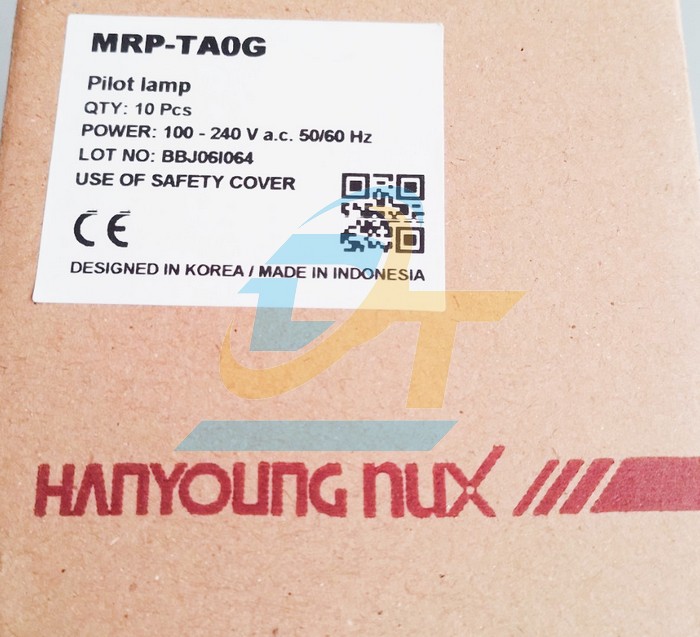 MRP-TA0G
Pilot lamp
QTY: 10 Pcs
POWER: 100 - 240 V a.c. 50/60 Hz
LOT NO: BBJ06I064
USE OF SAFETY COVER
CE
DESIGNED IN KOREA / MADE IN INDONESIA
DT
HANYOUNG NUX